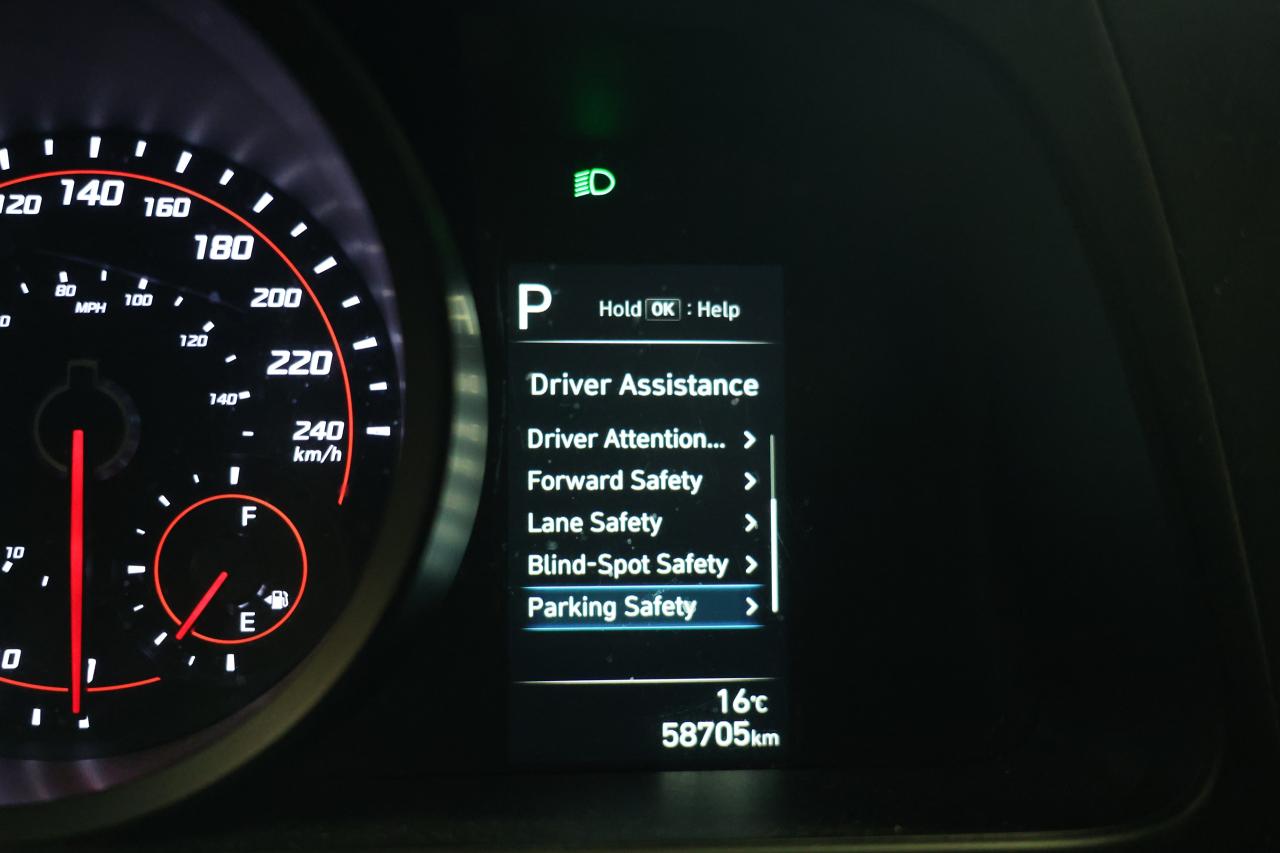 120
140
160
180
200
220
240
km/h
80
MPH
100
120
140
F
E
10
P
Hold OK : Help
Driver Assistance
Driver Attention...
Forward Safety
Lane Safety
Blind-Spot Safety
Parking Safety
16°C
58705km